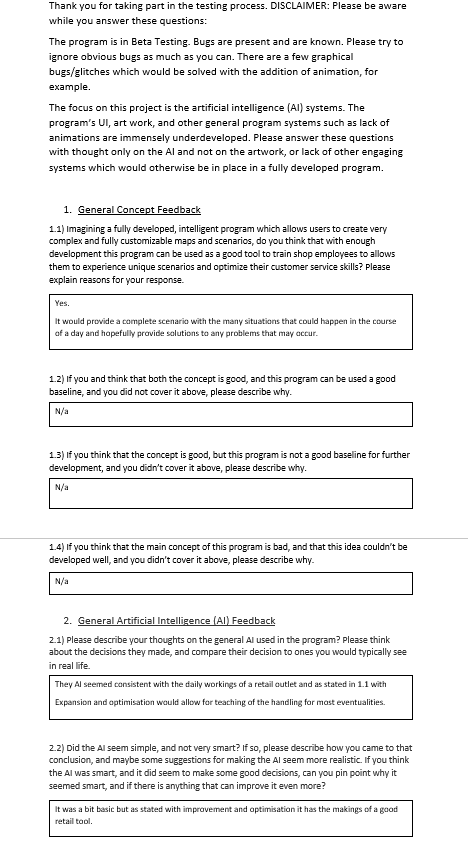 Thank you for taking part in the testing process. DISCLAIMER: Please be aware
while you answer these questions:
The program is in Beta Testing. Bugs are present and are known. Please try to
ignore obvious bugs as much as you can. There are a few graphical
bugs/glitches which would be solved with the addition of animation, for
example.
The focus on this project is the artificial intelligence (AI) systems. The
program's UI, art work, and other general program systems such as lack of
animations are immensely underdeveloped. Please answer these questions
with thought only on the AI and not on the artwork, or lack of other engaging
systems which would otherwise be in place in a fully developed program.
1. General Concept Feedback
1.1) Imagining a fully developed, intelligent program which allows users to create very
complex and fully customizable maps and scenarios, do you think that with enough
development this program can be used as a good tool to train shop employees to allows
them to experience unique scenarios and optimize their customer service skills? Please
explain reasons for your response.
Yes.
It would provide a complete scenario with the many situations that could happen in the course
of a day and hopefully provide solutions to any problems that may occur.
1.2) If you and think that both the concept is good, and this program can be used a good
baseline, and you did not cover it above, please describe why.
N/a
1.3) If you think that the concept is good, but this program is not a good baseline for further
development, and you didn't cover it above, please describe why.
N/a
1.4) If you think that the main concept of this program is bad, and that this idea couldn't be
developed well, and you didn't cover it above, please describe why.
N/a
2. General Artificial Intelligence (AI) Feedback
2.1) Please describe your thoughts on the general AI used in the program? Please think
about the decisions they made, and compare their decision to ones you would typically see
in real life.
They AI seemed consistent with the daily workings of a retail outlet and as stated in 1.1 with
Expansion and optimisation would allow for teaching of the handling for most eventualities.
2.2) Did the AI seem simple, and not very smart? If so, please describe how you came to that
conclusion, and maybe some suggestions for making the AI seem more realistic. If you think
the AI was smart, and it did seem to make some good decisions, can you pin point why it
seemed smart, and if there is anything that can improve it even more?
It was a bit basic but as stated with improvement and optimisation it has the makings of a good
retail tool.